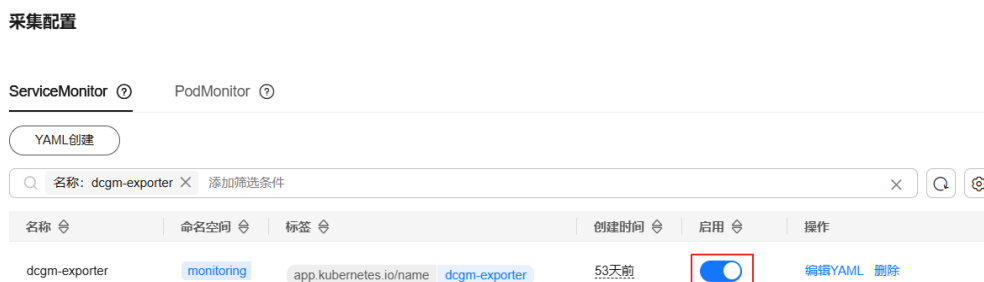 采集配置
ServiceMonitor PodMonitor
YAML创建
名称：dcgm-exporter 添加筛选条件
名称 命名空间 标签 创建时间 启用 操作
dcgm-exporter monitoring app.kubernetes.io/name dcgm-exporter 53天前 编辑YAML 删除